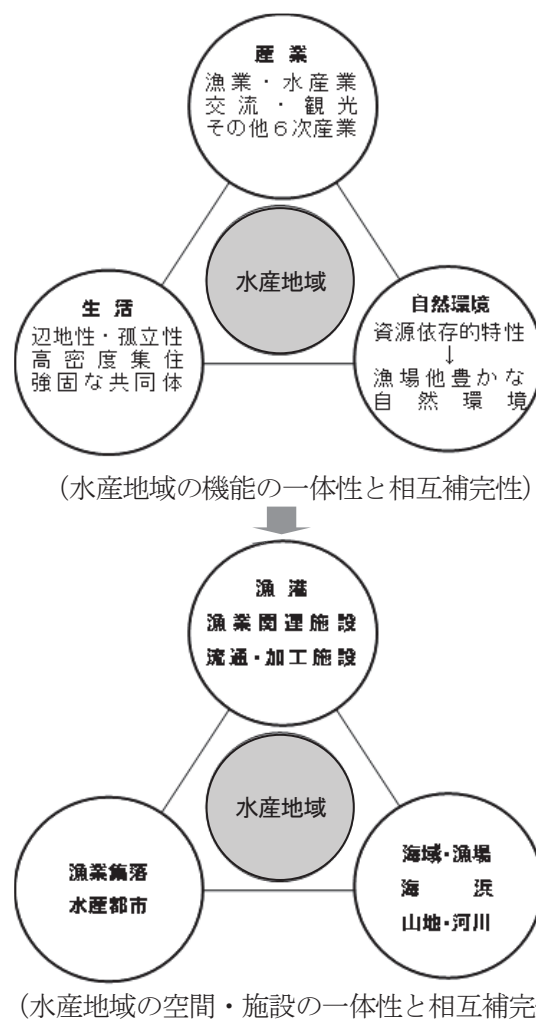 産業
漁業・水産業
交流・観光
その他6次産業
水産地域
生活
辺地性・孤立性
高密度集住
強固な共同体
自然環境
資源依存的特性
↓
漁場他豊かな
自然環境
(水産地域の機能の一体性と相互補完性)
漁港
漁業関連施設
流通・加工施設
水産地域
漁業集落
水産都市
海域・漁場
海浜
山地・河川
(水産地域の空間・施設の一体性と相互補完